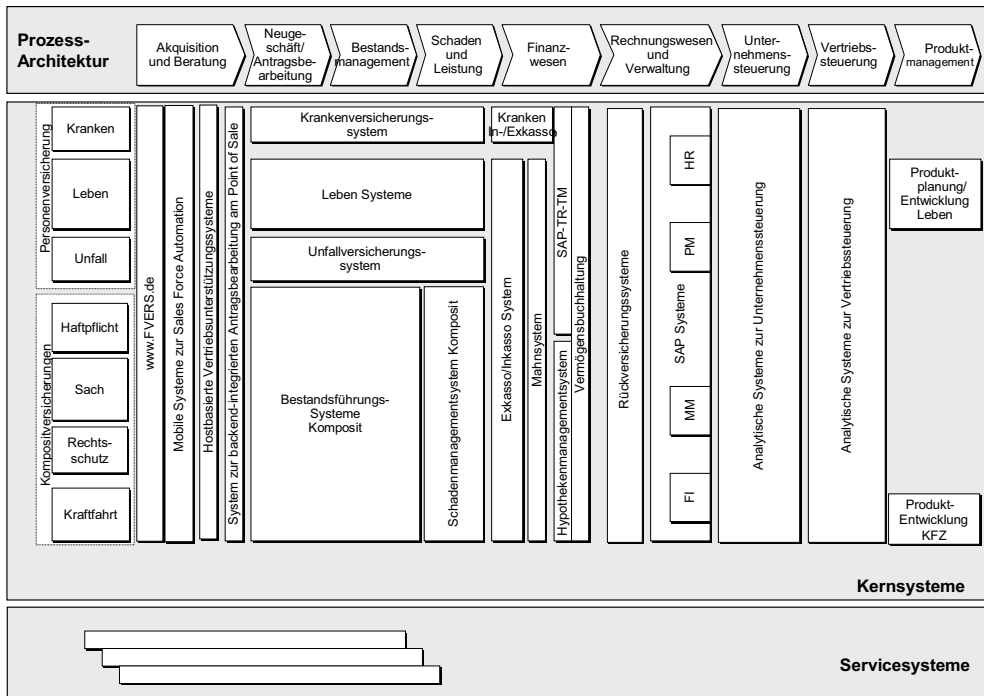 Prozess-
Architektur
Akquisition
und Beratung
Neuge-
schäft/
Antragsbe-
arbeitung
Bestands-
management
Schaden
und
Leistung
Finanz-
wesen
Rechnungswesen
und
Verwaltung
Unter-
nehmens-
steuerung
Vertriebs-
steuerung
Produkt-
management
Personenversicherung
Kranken
Leben
Unfall
Kompositversicherungen
Haftpflicht
Sach
Rechts-
schutz
Kraftfahrt
www.FVERS.de
Mobile Systeme zur Sales Force Automation
Hostbasierte Vertriebsunterstützungssysteme
System zur backend-integrierten Antragsbearbeitung am Point of Sale
Krankenversicherungs-
system
Leben Systeme
Unfallversicherungs-
system
Bestandsführungs-
Systeme
Komposit
Schadenmanagementsystem Komposit
Kranken
In-/Exkasso
Exkasso/Inkasso System
Mahnsystem
SAP-TR-TM
Hypothekenmanagementsystem
Vermögensbuchhaltung
Rückversicherungssysteme
SAP Systeme
HR
PM
MM
FI
Analytische Systeme zur Unternehmenssteuerung
Analytische Systeme zur Vertriebssteuerung
Produkt-
planung/
Entwicklung
Leben
Produkt-
Entwicklung
KFZ
Kernsysteme
Servicesysteme